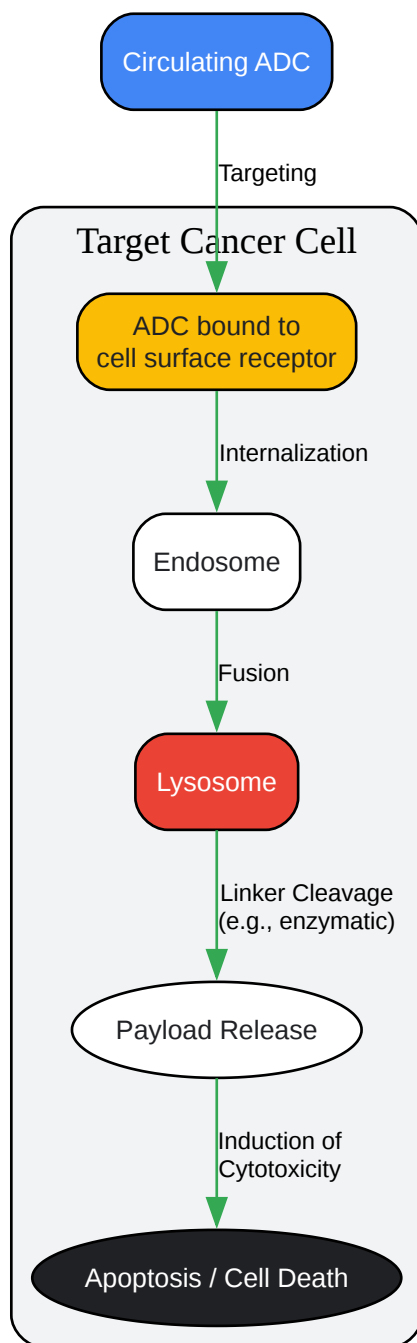 Circulating ADC
Targeting
Target Cancer Cell
ADC bound to
cell surface receptor
Internalization
Endosome
Fusion
Lysosome
Linker Cleavage
(e.g., enzymatic)
Payload Release
Induction of
Cytotoxicity
Apoptosis / Cell Death